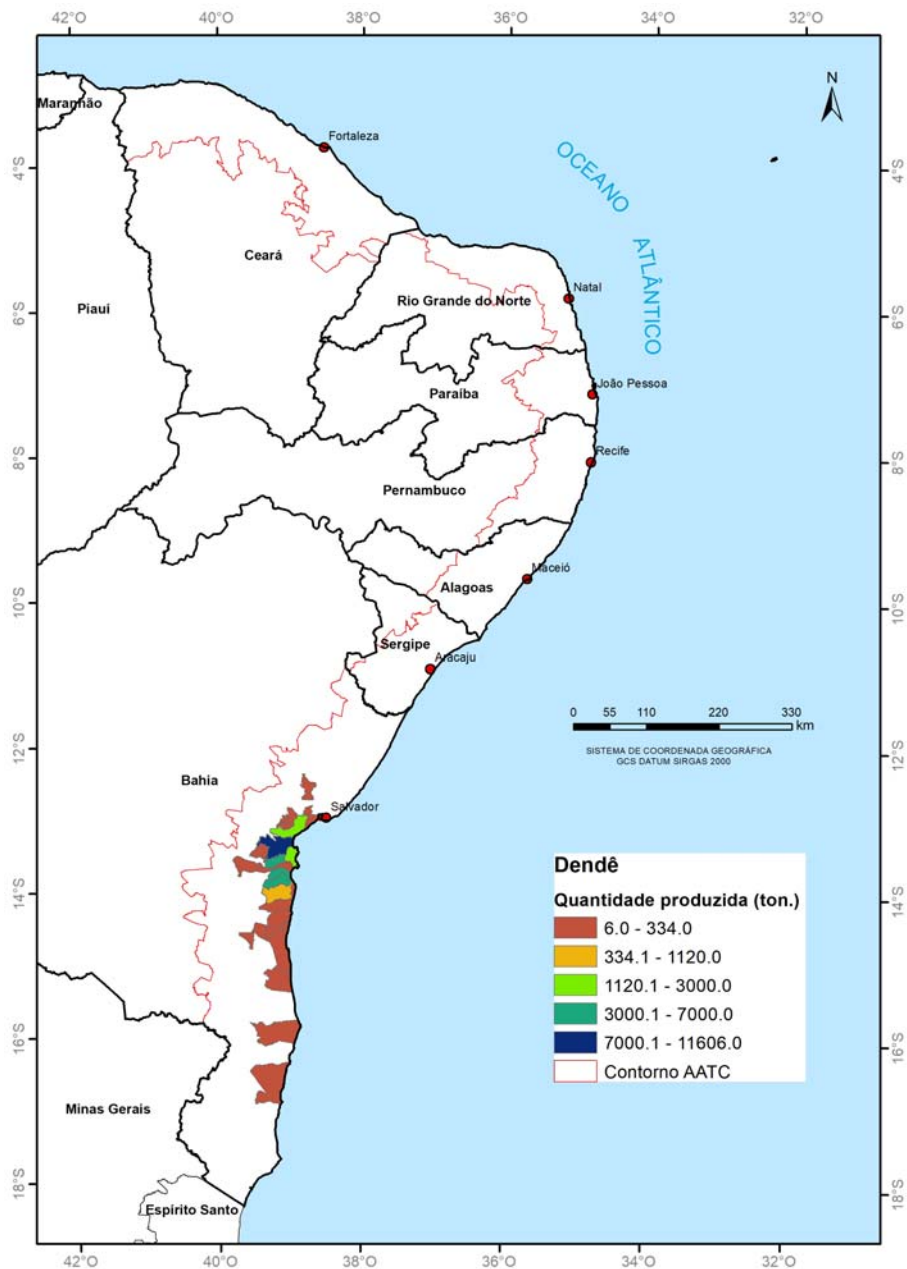 42°O 40°O 38°O 36°O 34°O 32°O
N
Maranhão
Fortaleza
4°S 4°S
OCEANO
ATLÂNTICO
Ceará
Natal
Piauí
Rio Grande do Norte
6°S 6°S
João Pessoa
Paraíba
Recife
8°S 8°S
Pernambuco
Maceió
Alagoas
10°S 10°S
Sergipe
Aracaju
0 55 110 220 330
km
SISTEMA DE COORDENADA GEOGRÁFICA
GCS DATUM SIRGAS 2000
12°S 12°S
Bahia
Salvador
Dendê
Quantidade produzida (ton.)
6.0 - 334.0
334.1 - 1120.0
1120.1 - 3000.0
3000.1 - 7000.0
7000.1 - 11606.0
Contorno AATC
14°S 14°S
16°S 16°S
Minas Gerais
18°S 18°S
Espírito Santo
42°O 40°O 38°O 36°O 34°O 32°O